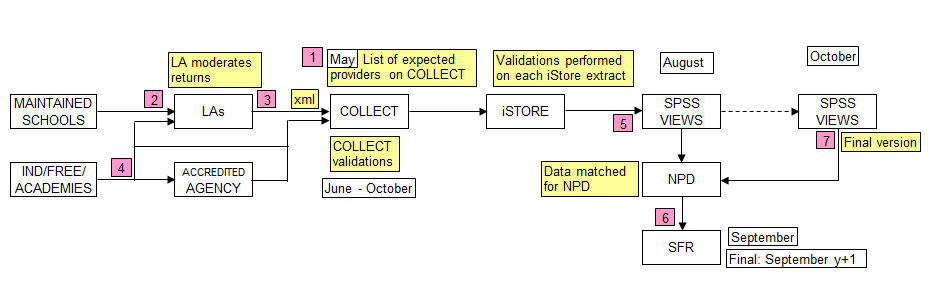 1
May
List of expected
providers on COLLECT
LA moderates
returns
Validations performed
on each iStore extract
August
October
MAINTAINED
SCHOOLS
2
LAs
3
xml
COLLECT
iSTORE
5
SPSS
VIEWS
SPSS
VIEWS
7
Final version
COLLECT
validations
IND/FREE/
ACADEMIES
4
ACCREDITED
AGENCY
June - October
Data matched
for NPD
NPD
6
SFR
September
Final: September y+1